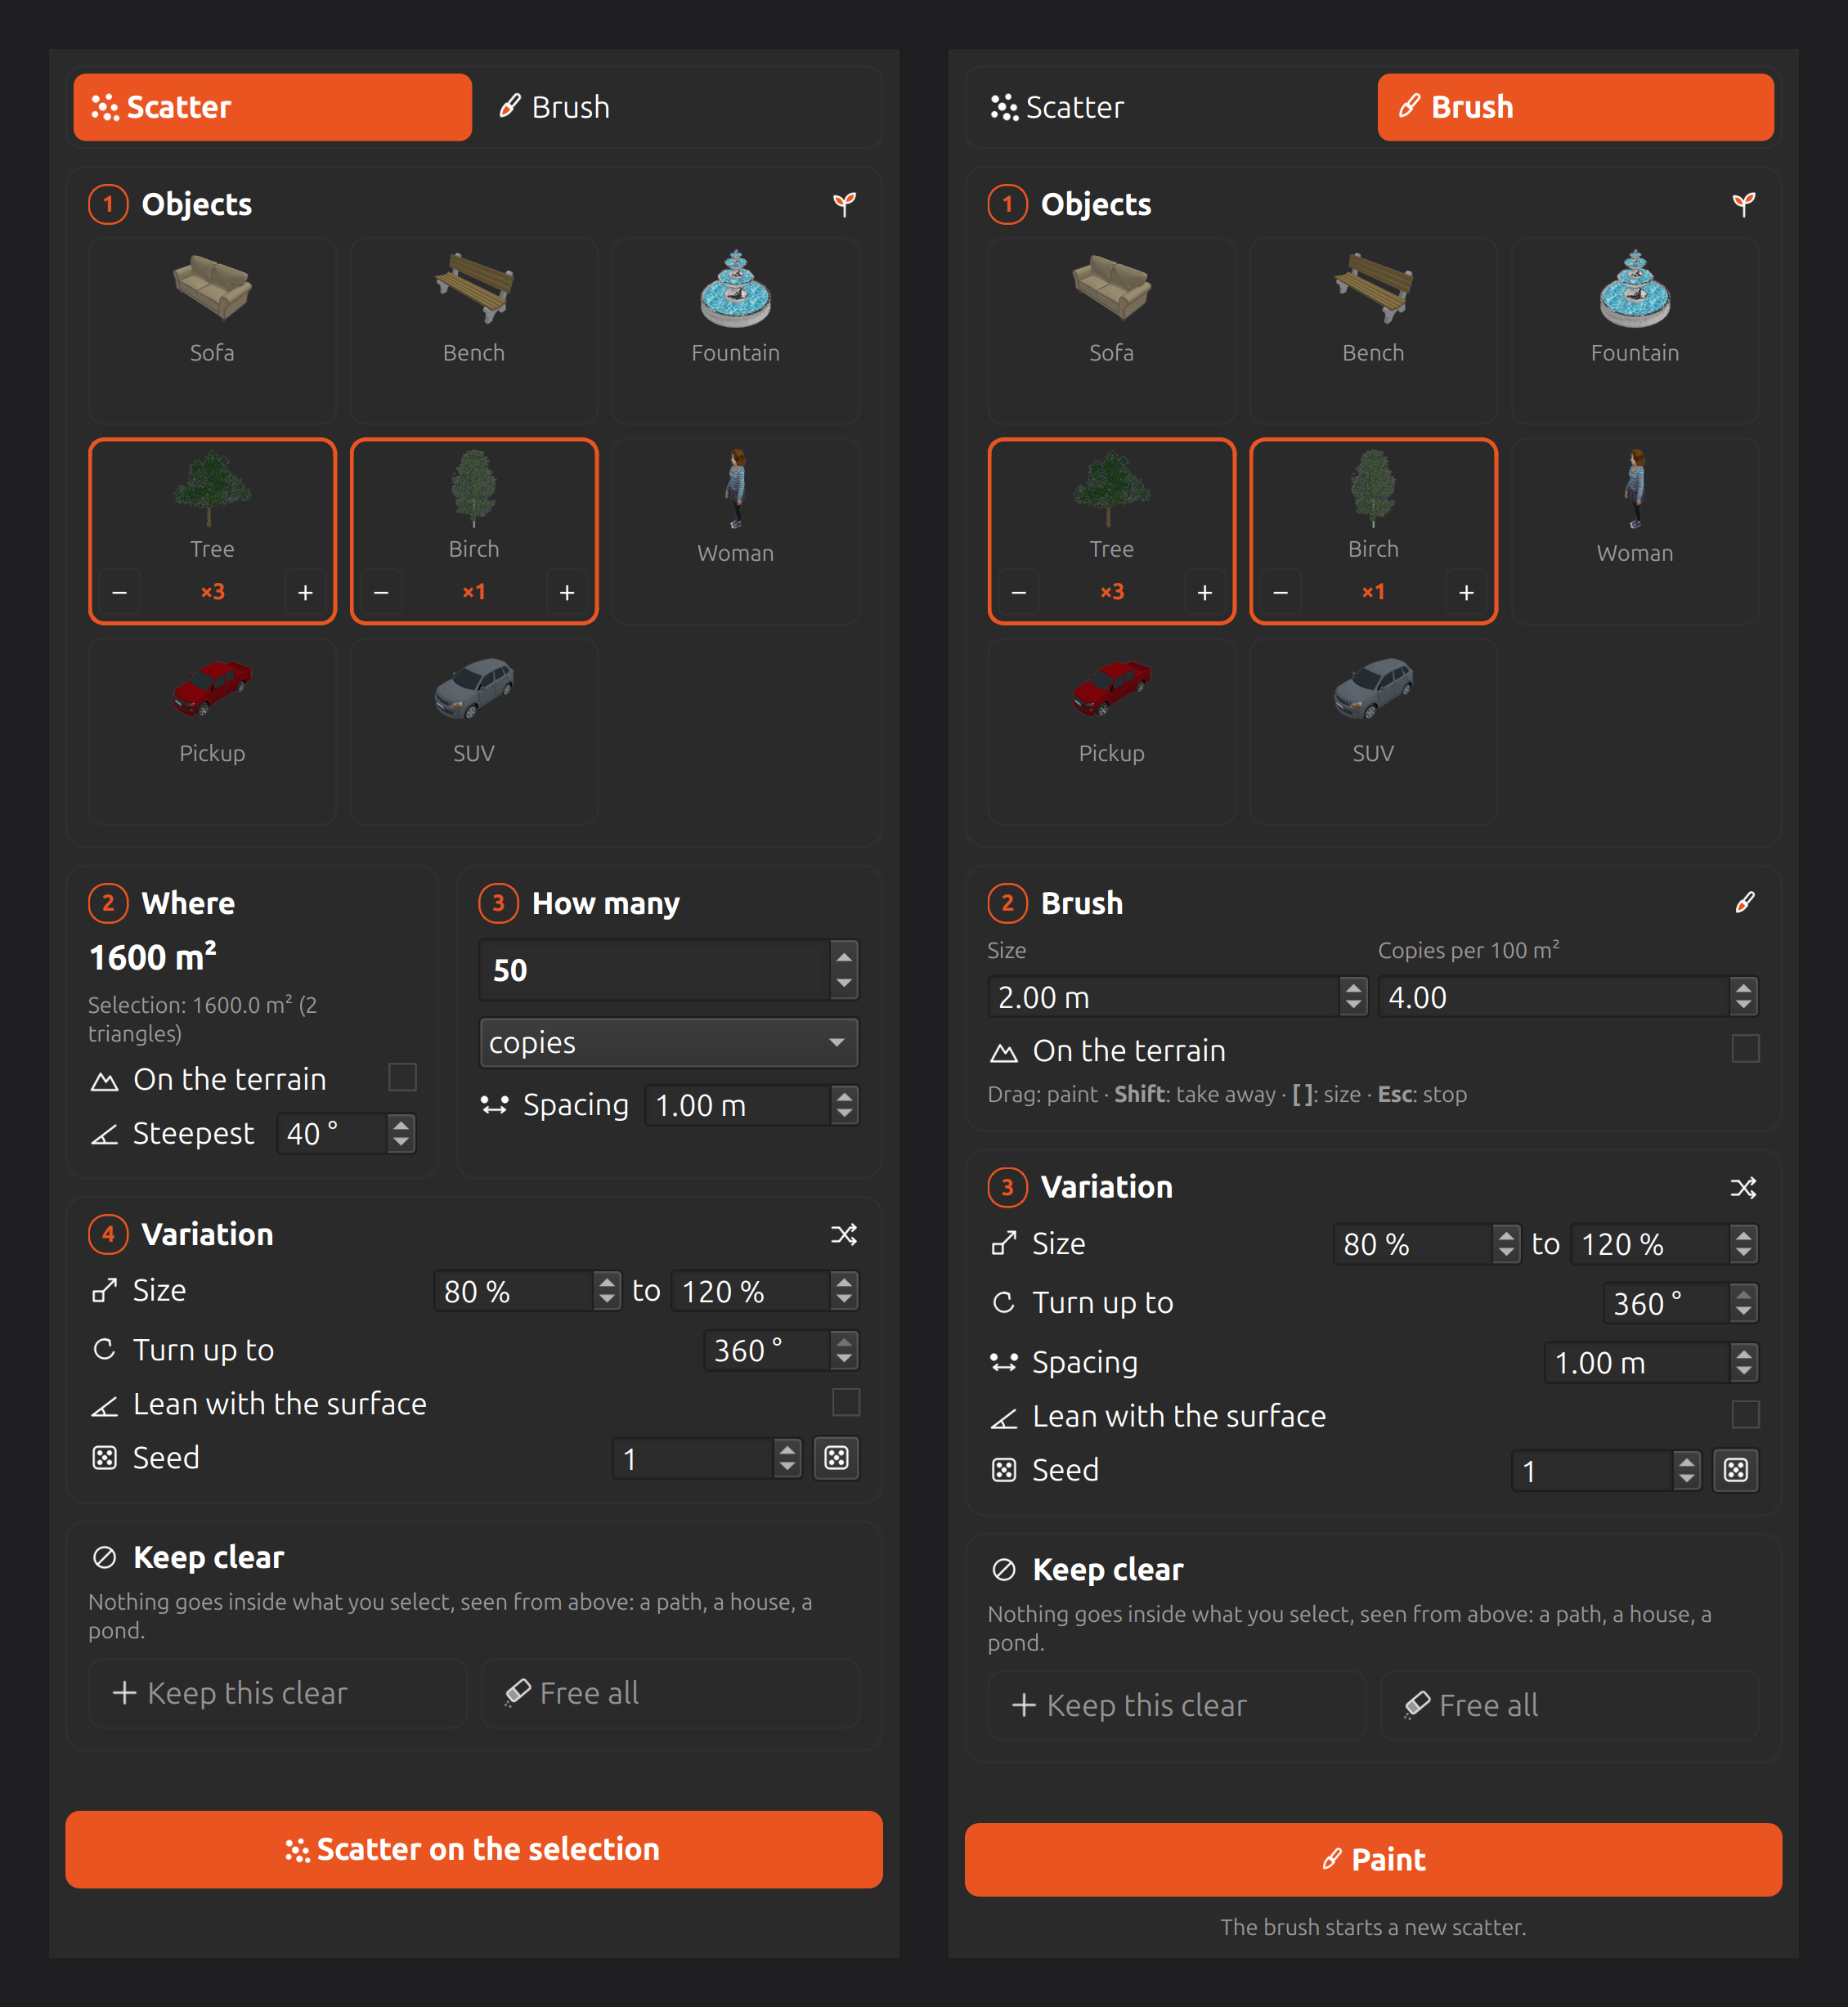 Scatter
Brush
1 Objects
Sofa
Bench
Fountain
Tree
Birch
Woman
− ×3 +
− ×1 +
Pickup
SUV
2 Where
1600 m²
Selection: 1600.0 m² (2
triangles)
On the terrain
Steepest 40 °
3 How many
50
copies
Spacing 1.00 m
4 Variation
Size 80 % to 120 %
Turn up to 360 °
Lean with the surface
Seed 1
Keep clear
Nothing goes inside what you select, seen from above: a path, a house, a
pond.
+ Keep this clear
Free all
Scatter on the selection
Scatter
Brush
1 Objects
Sofa
Bench
Fountain
Tree
Birch
Woman
− ×3 +
− ×1 +
Pickup
SUV
2 Brush
Size
Copies per 100 m²
2.00 m
4.00
On the terrain
Drag: paint · Shift: take away · [ ]: size · Esc: stop
3 Variation
Size 80 % to 120 %
Turn up to 360 °
Spacing 1.00 m
Lean with the surface
Seed 1
Keep clear
Nothing goes inside what you select, seen from above: a path, a house, a
pond.
+ Keep this clear
Free all
Paint
The brush starts a new scatter.